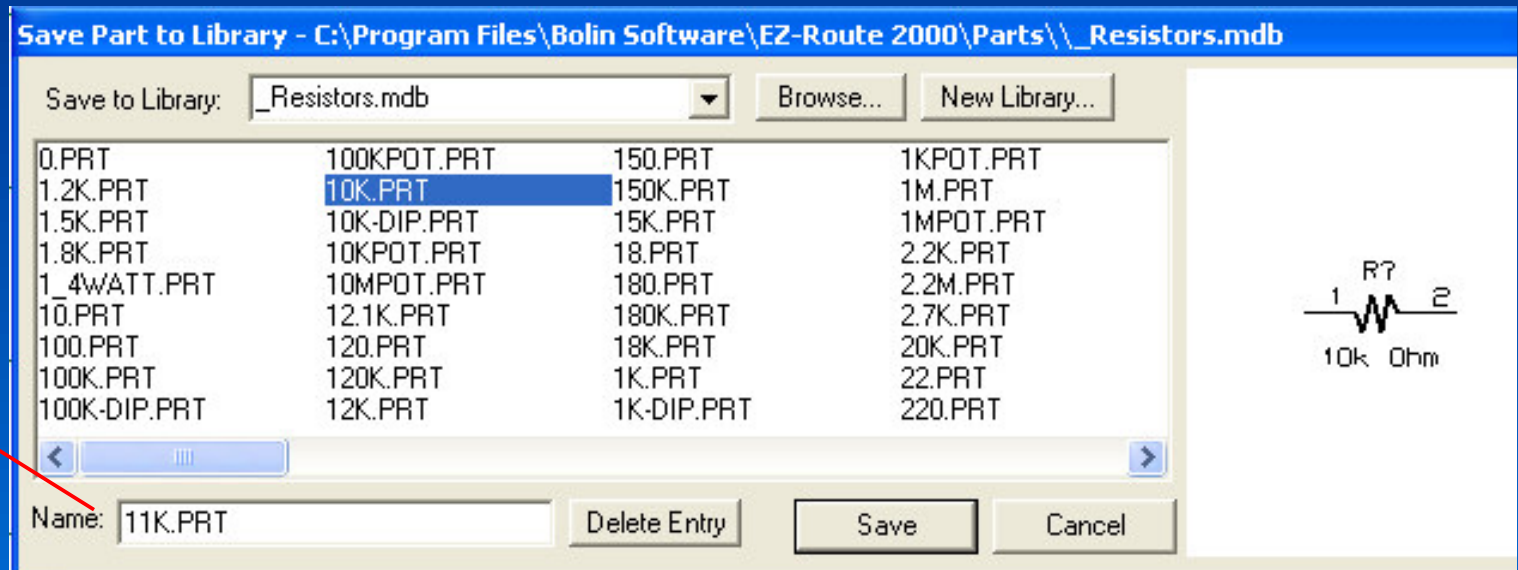 Save Part to Library - C:\Program Files\Bolin Software\EZ-Route 2000\Parts\\_Resistors.mdb
Save to Library: _Resistors.mdb Browse... New Library...
0.PRT 100KPOT.PRT 150.PRT 1KPOT.PRT
1.2K.PRT 10K.PRT 150K.PRT 1M.PRT
1.5K.PRT 10K-DIP.PRT 15K.PRT 1MPOT.PRT
1.8K.PRT 10KPOT.PRT 18.PRT 2.2K.PRT
1_4WATT.PRT 10MPOT.PRT 180.PRT 2.2M.PRT
10.PRT 12.1K.PRT 180K.PRT 2.7K.PRT
100.PRT 120.PRT 18K.PRT 20K.PRT
100K.PRT 120K.PRT 1K.PRT 22.PRT
100K-DIP.PRT 12K.PRT 1K-DIP.PRT 220.PRT
R?
1 2
10k Ohm
Name: 11K.PRT Delete Entry Save Cancel